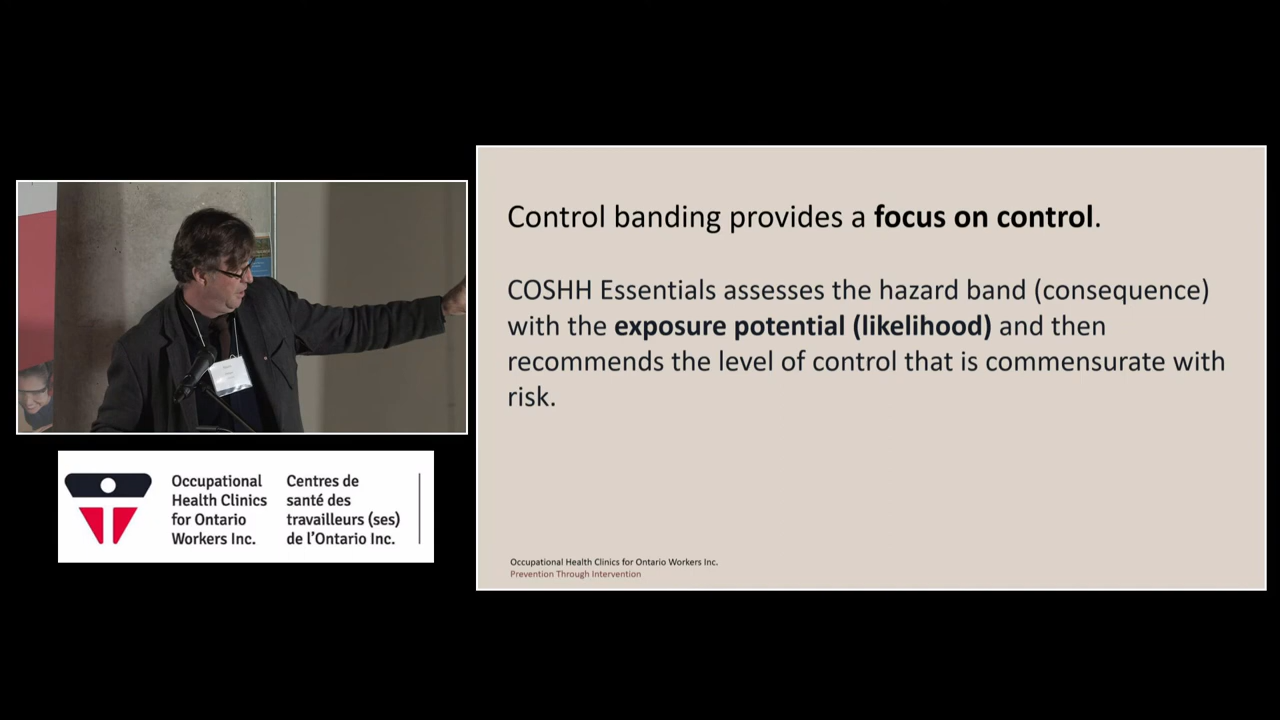 Control banding provides a focus on control.
COSHH Essentials assesses the hazard band (consequence)
with the exposure potential (likelihood) and then
recommends the level of control that is commensurate with
risk.
Occupational Health Clinics for Ontario Workers Inc.
Prevention Through Intervention
Occupational
Health Clinics
for Ontario
Workers Inc.
Centres de
santé des
travailleurs (ses)
de l'Ontario Inc.